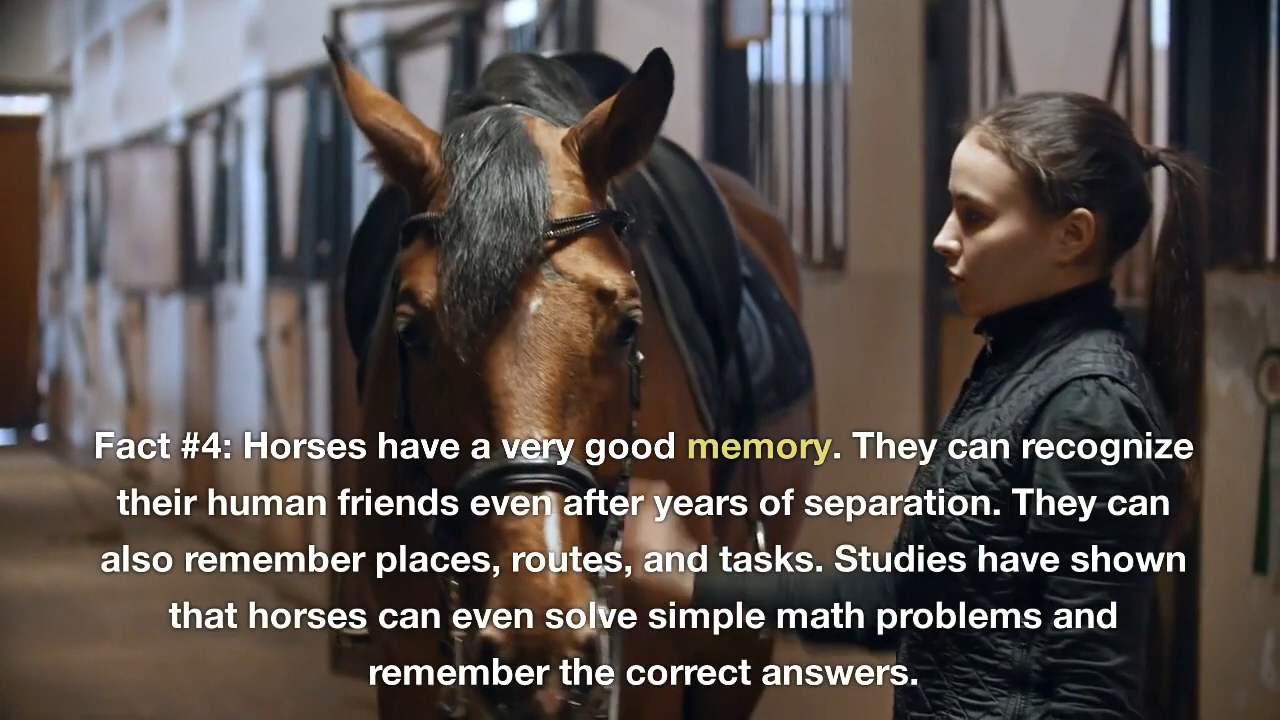 Fact #4: Horses have a very good memory. They can recognize
their human friends even after years of separation. They can
also remember places, routes, and tasks. Studies have shown
that horses can even solve simple math problems and
remember the correct answers.